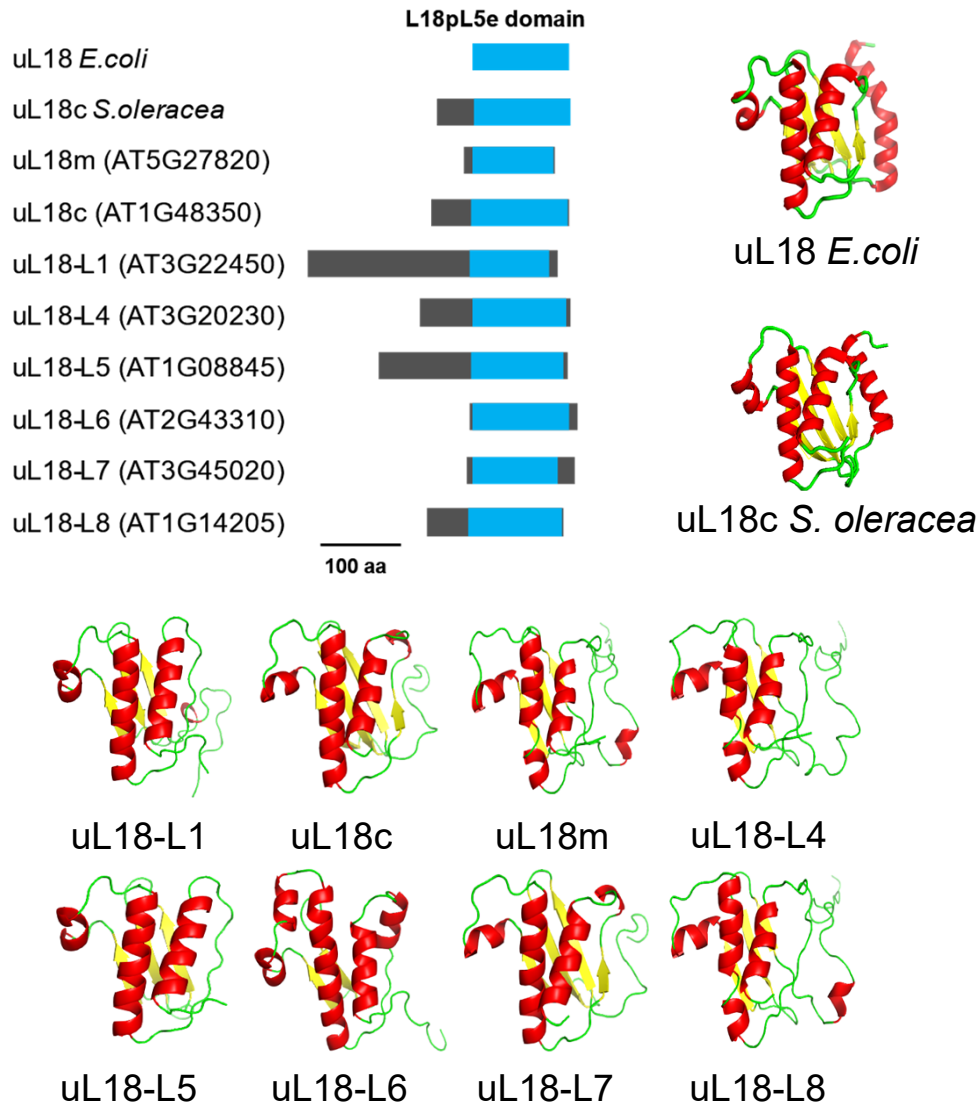 L18pL5e domain
uL18 E.coli
uL18c S.oleracea
uL18m (AT5G27820)
uL18c (AT1G48350)
uL18-L1 (AT3G22450)
uL18-L4 (AT3G20230)
uL18-L5 (AT1G08845)
uL18-L6 (AT2G43310)
uL18-L7 (AT3G45020)
uL18-L8 (AT1G14205)
100 aa
uL18 E.coli
uL18c S. oleracea
uL18-L1 uL18c uL18m uL18-L4
uL18-L5 uL18-L6 uL18-L7 uL18-L8